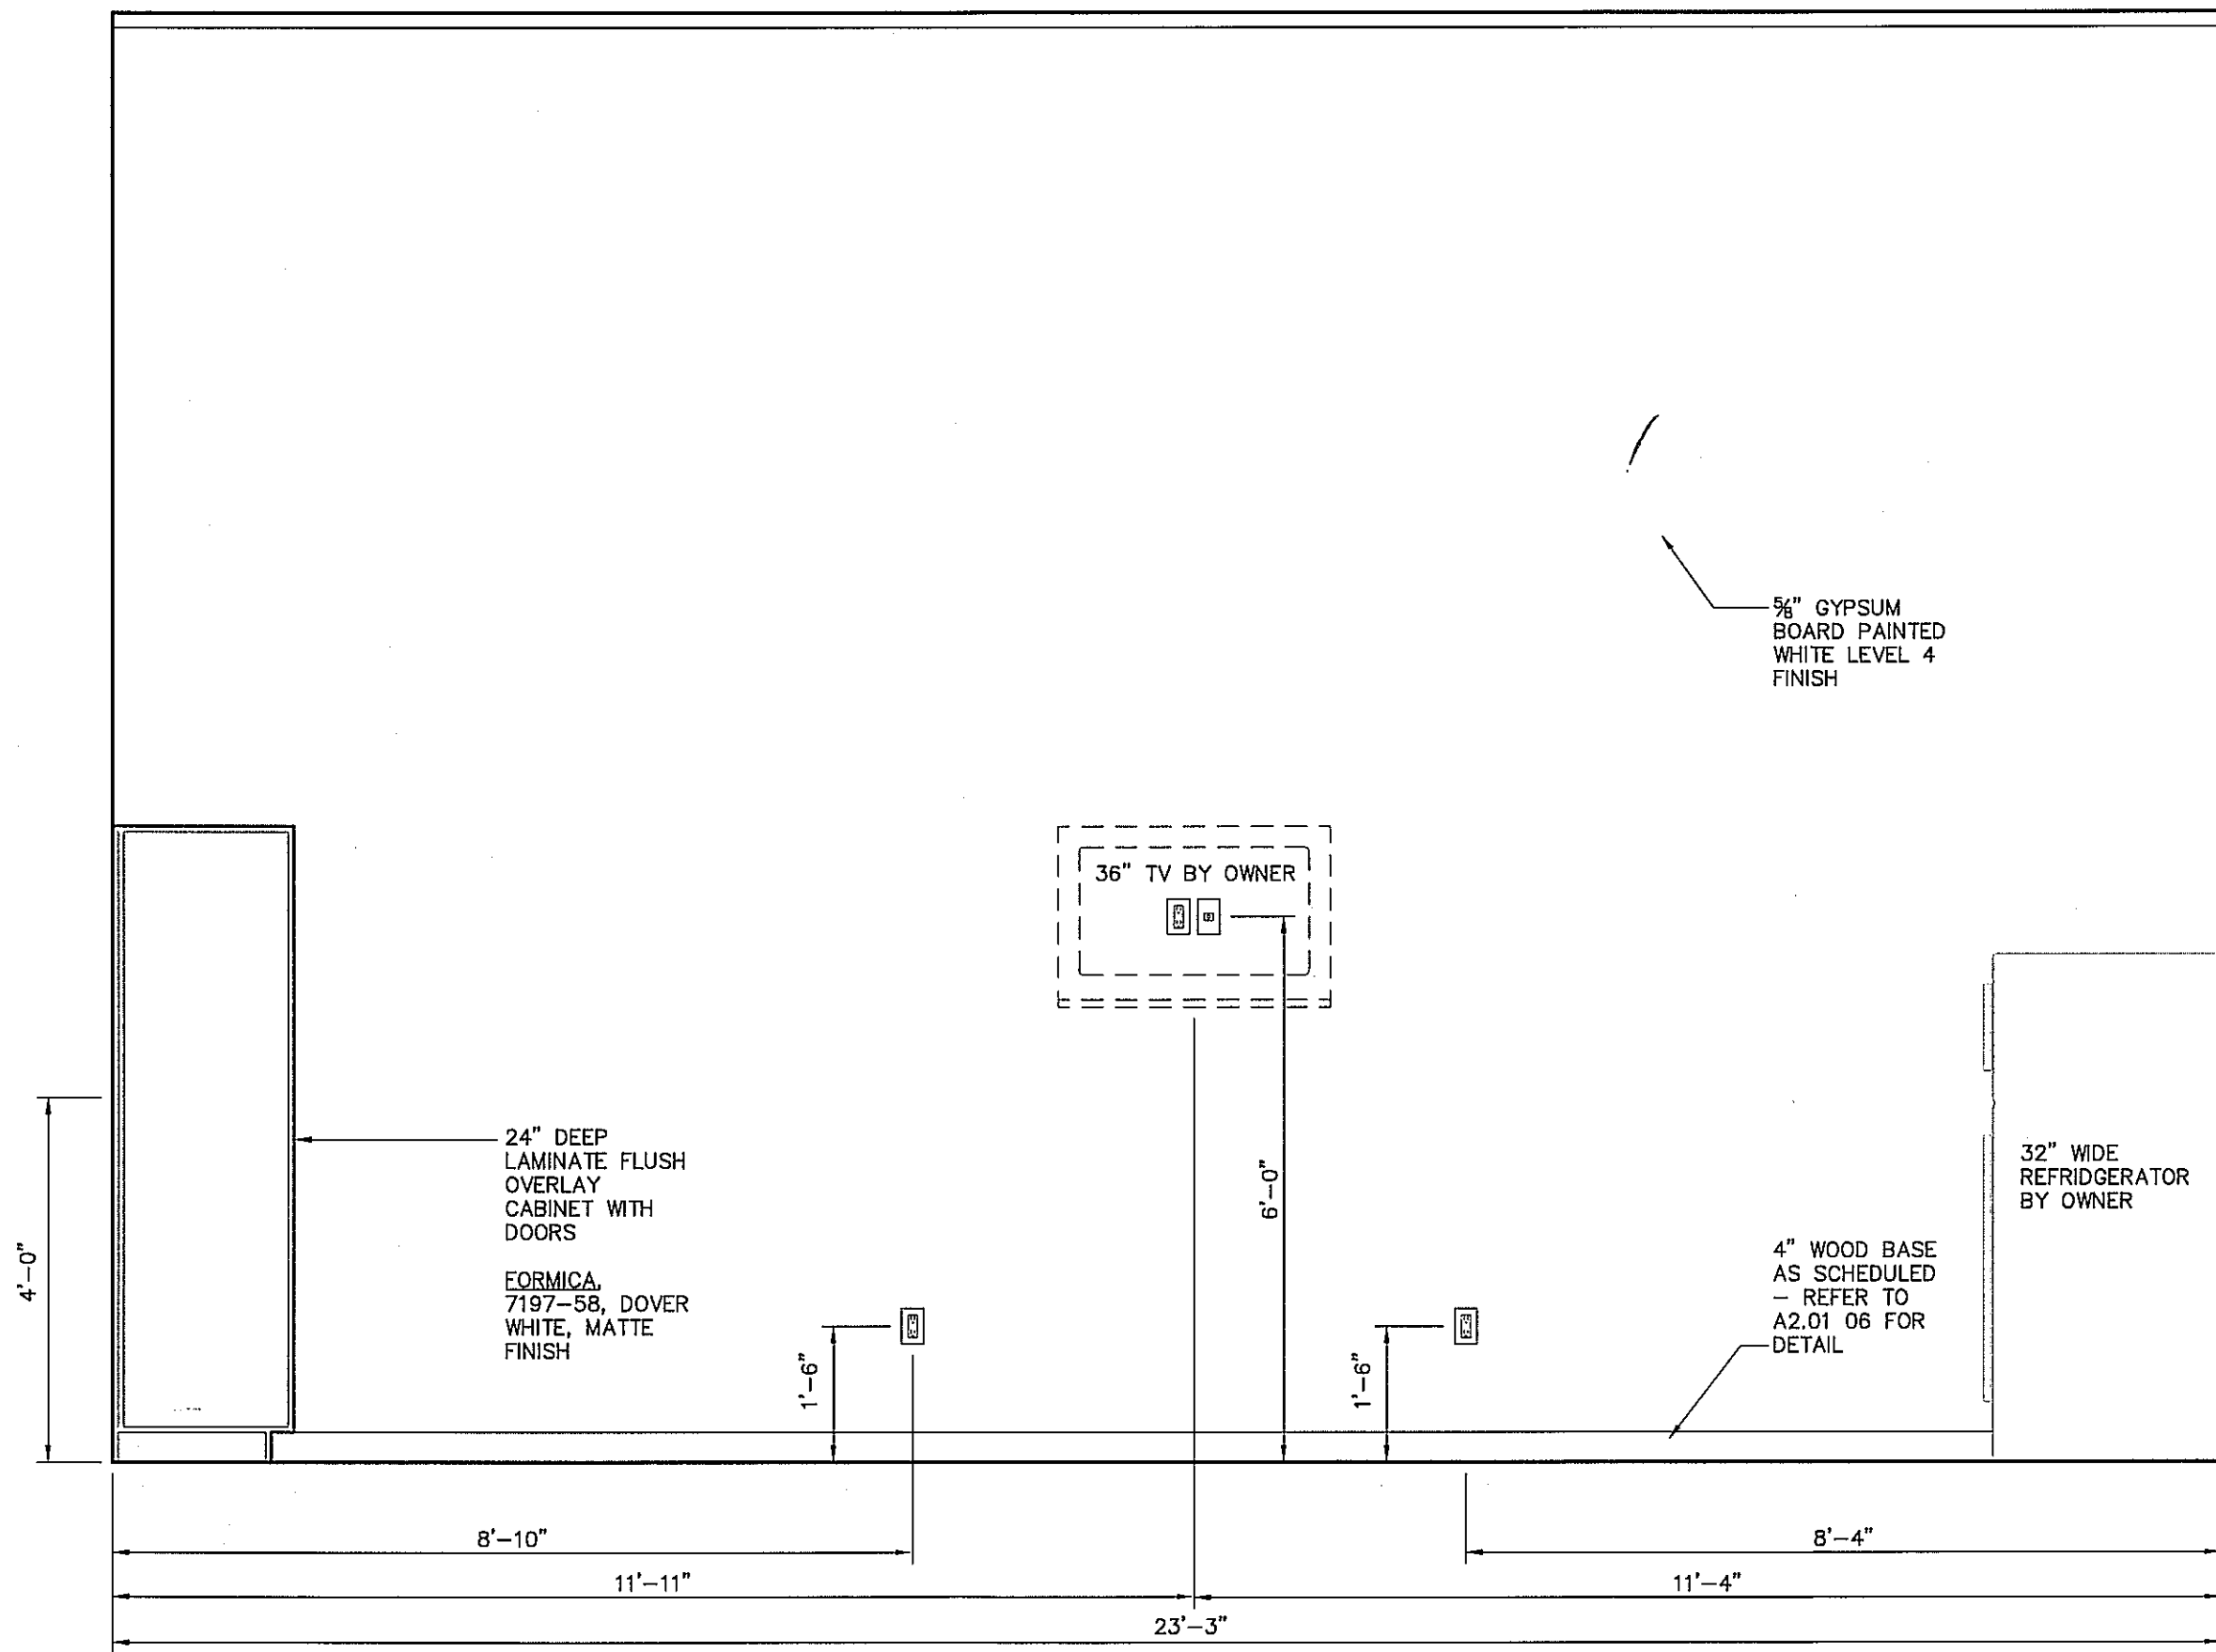 ⅝" GYPSUM
BOARD PAINTED
WHITE LEVEL 4
FINISH
36" TV BY OWNER
24" DEEP
LAMINATE FLUSH
OVERLAY
CABINET WITH
DOORS
FORMICA,
7197-58, DOVER
WHITE, MATTE
FINISH
32" WIDE
REFRIDGERATOR
BY OWNER
4" WOOD BASE
AS SCHEDULED
- REFER TO
A2.01 06 FOR
DETAIL
4'-0"
1'-6"
6'-0"
1'-6"
8'-10"
8'-4"
11'-11"
11'-4"
23'-3"